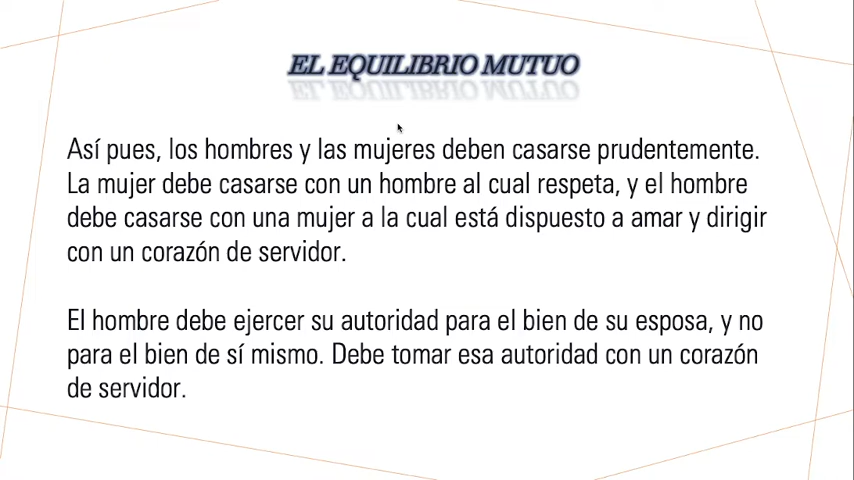 EL EQUILIBRIO MUTUO
Así pues, los hombres y las mujeres deben casarse prudentemente.
La mujer debe casarse con un hombre al cual respeta, y el hombre
debe casarse con una mujer a la cual está dispuesto a amar y dirigir
con un corazón de servidor.
El hombre debe ejercer su autoridad para el bien de su esposa, y no
para el bien de sí mismo. Debe tomar esa autoridad con un corazón
de servidor.